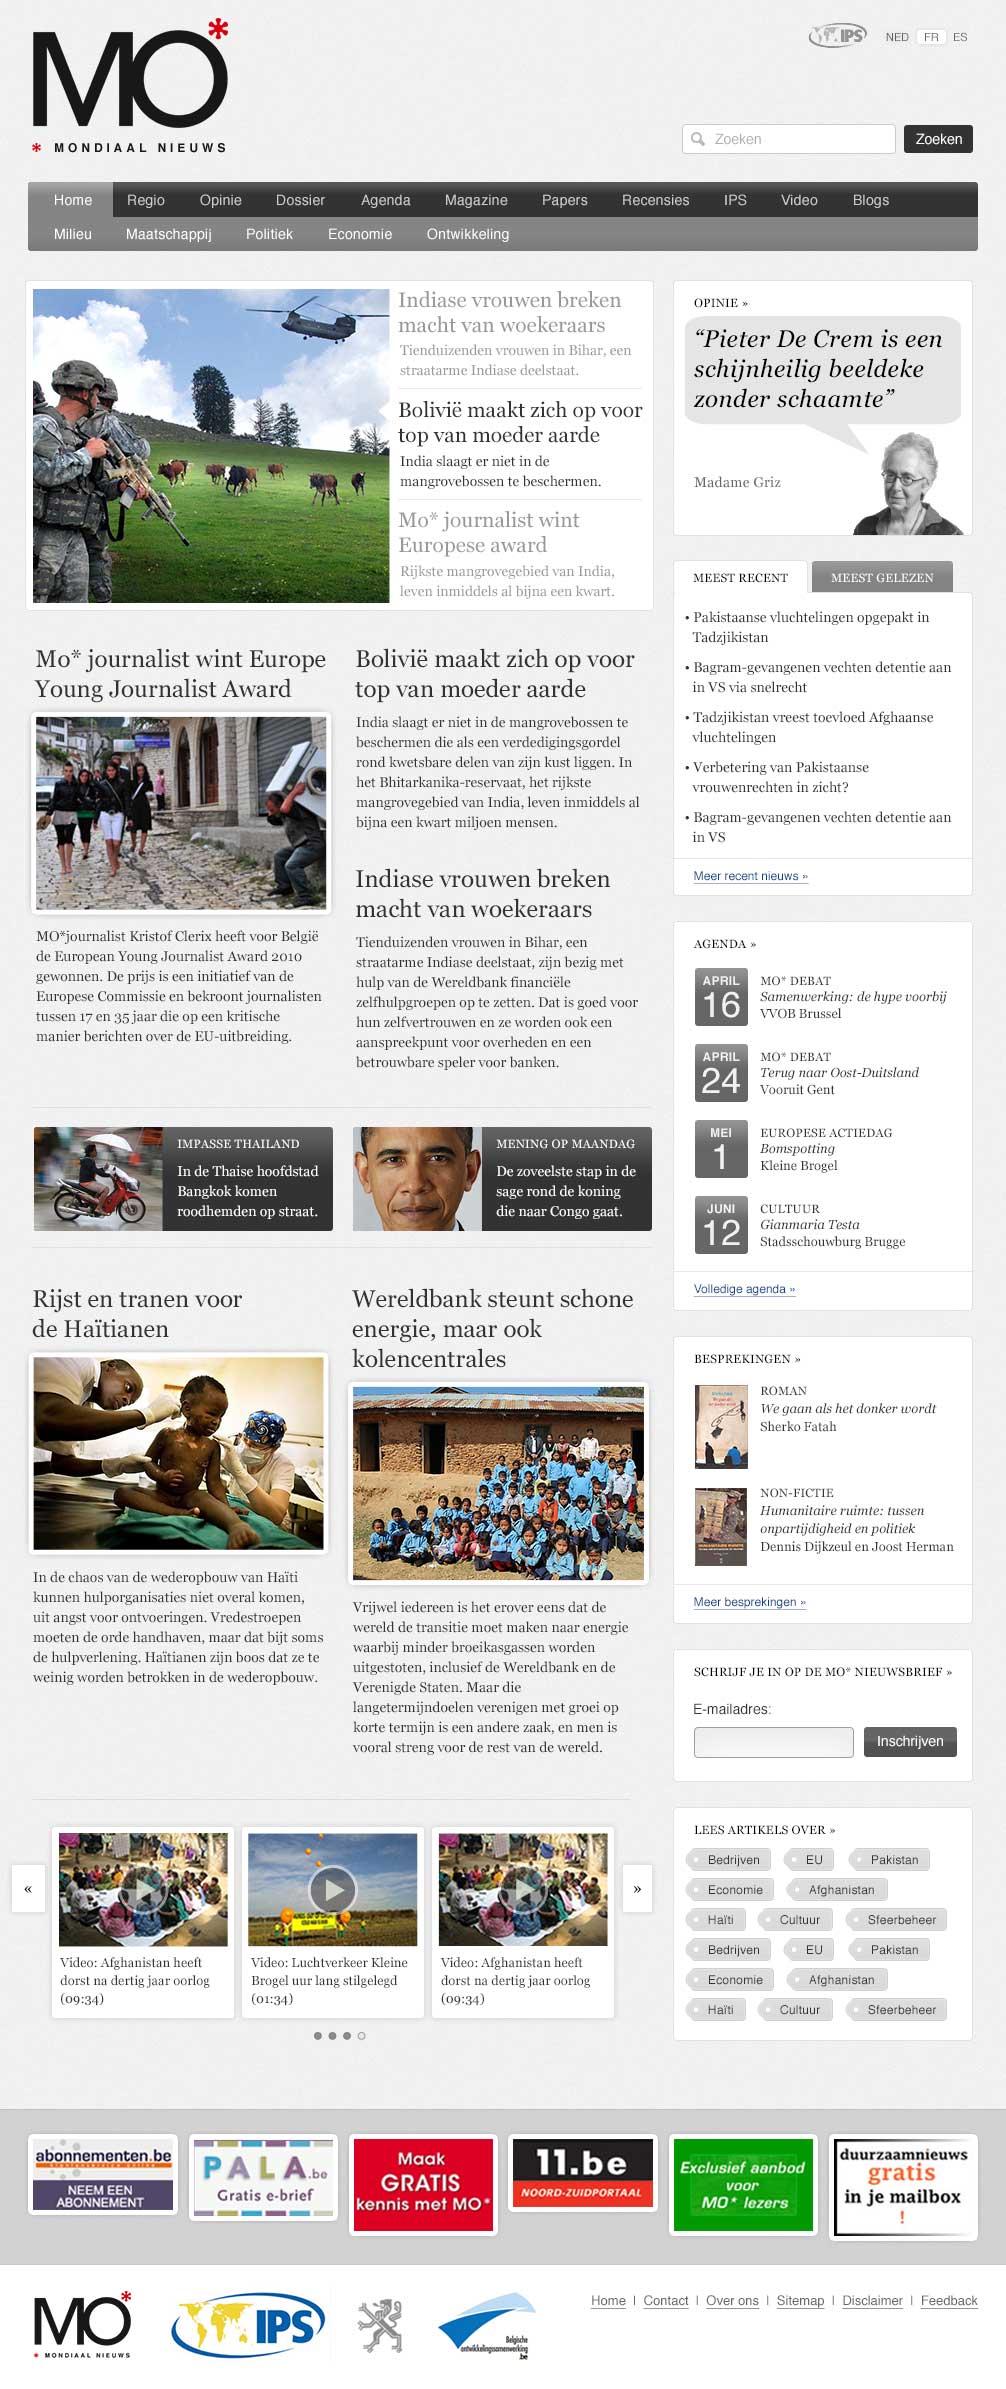 MO*
* MONDIAAL NIEUWS
IPS
NED FR ES
Zoeken
Zoeken
Home Regio Opinie Dossier Agenda Magazine Papers Recensies IPS Video Blogs
Milieu Maatschappij Politiek Economie Ontwikkeling
Indiase vrouwen breken
macht van woekeraars
Tienduizenden vrouwen in Bihar, een
straatarme Indiase deelstaat.
Bolivië maakt zich op voor
top van moeder aarde
India slaagt er niet in de
mangrovebossen te beschermen.
Mo* journalist wint
Europese award
Rijkste mangrovegebied van India,
leven inmiddels al bijna een kwart.
OPINIE »
“Pieter De Crem is een
schijnheilig beeldeke
zonder schaamte”
Madame Griz
MEEST RECENT
MEEST GELEZEN
• Pakistaanse vluchtelingen opgepakt in
Tadzjikistan
• Bagram-gevangenen vechten detentie aan
in VS via snelrecht
• Tadzjikistan vreest toevloed Afghaanse
vluchtelingen
• Verbetering van Pakistaanse
vrouwenrechten in zicht?
• Bagram-gevangenen vechten detentie aan
in VS
Meer recent nieuws »
Mo* journalist wint Europe
Young Journalist Award
MO*journalist Kristof Clerix heeft voor België
de European Young Journalist Award 2010
gewonnen. De prijs is een initiatief van de
Europese Commissie en bekroont journalisten
tussen 17 en 35 jaar die op een kritische
manier berichten over de EU-uitbreiding.
Bolivië maakt zich op voor
top van moeder aarde
India slaagt er niet in de mangrovebossen te
beschermen die als een verdedigingsgordel
rond kwetsbare delen van zijn kust liggen. In
het Bhitarkanika-reservaat, het rijkste
mangrovegebied van India, leven inmiddels al
bijna een kwart miljoen mensen.
Indiase vrouwen breken
macht van woekeraars
Tienduizenden vrouwen in Bihar, een
straatarme Indiase deelstaat, zijn bezig met
hulp van de Wereldbank financiële
zelfhulpgroepen op te zetten. Dat is goed voor
hun zelfvertrouwen en ze worden ook een
aanspreekpunt voor overheden en een
betrouwbare speler voor banken.
AGENDA »
APRIL
16
MO* DEBAT
Samenwerking: de hype voorbij
VVOB Brussel
APRIL
24
MO* DEBAT
Terug naar Oost-Duitsland
Vooruit Gent
MEI
1
EUROPESE ACTIEDAG
Bomspotting
Kleine Brogel
JUNI
12
CULTUUR
Gianmaria Testa
Stadsschouwburg Brugge
Volledige agenda »
IMPASSE THAILAND
In de Thaise hoofdstad
Bangkok komen
roodhemden op straat.
MENING OP MAANDAG
De zoveelste stap in de
sage rond de koning
die naar Congo gaat.
Rijst en tranen voor
de Haïtianen
In de chaos van de wederopbouw van Haïti
kunnen hulporganisaties niet overal komen,
uit angst voor ontvoeringen. Vredestroepen
moeten de orde handhaven, maar dat bijt soms
de hulpverlening. Haïtianen zijn boos dat ze te
weinig worden betrokken in de wederopbouw.
Wereldbank steunt schone
energie, maar ook
kolencentrales
Vrijwel iedereen is het erover eens dat de
wereld de transitie moet maken naar energie
waarbij minder broeikasgassen worden
uitgestoten, inclusief de Wereldbank en de
Verenigde Staten. Maar die
langetermijndoelen verenigen met groei op
korte termijn is een andere zaak, en men is
vooral streng voor de rest van de wereld.
BESPREKINGEN »
ROMAN
We gaan als het donker wordt
Sherko Fatah
NON-FICTIE
Humanitaire ruimte: tussen
onpartijdigheid en politiek
Dennis Dijkzeul en Joost Herman
Meer besprekingen »
SCHRIJF JE IN OP DE MO* NIEUWSBRIEF »
E-mailadres:
Inschrijven
«
Video: Afghanistan heeft
dorst na dertig jaar oorlog
(09:34)
Video: Luchtverkeer Kleine
Brogel uur lang stilgelegd
(01:34)
Video: Afghanistan heeft
dorst na dertig jaar oorlog
(09:34)
»
LEES ARTIKELS OVER »
Bedrijven EU Pakistan
Economie Afghanistan
Haïti Cultuur Sfeerbeheer
Bedrijven EU Pakistan
Economie Afghanistan
Haïti Cultuur Sfeerbeheer
abonnementen.be
NEEM EEN
ABONNEMENT
PALA.be
Gratis e-brief
Maak
GRATIS
kennis met MO*
11.be
NOORD-ZUIDPORTAAL
Exclusief aanbod
voor
MO* lezers
duurzaamnieuws
gratis
in je mailbox
!
MO*
* MONDIAAL NIEUWS
IPS
Belgische
ontwikkelingssamenwerking
.be
Home | Contact | Over ons | Sitemap | Disclaimer | Feedback